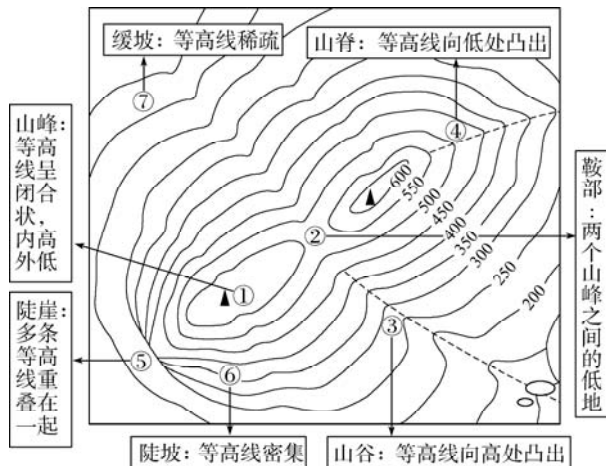 缓坡：等高线稀疏
山脊：等高线向低处凸出
⑦
④
山峰：
等高
线呈
闭合
状，
内高
外低
鞍部：两个山峰之间的低地
600
550
500
450
400
350
300
250
200
②
①
③
陡崖：
多条
等高
线重
叠在
一起
⑤
⑥
陡坡：等高线密集
山谷：等高线向高处凸出